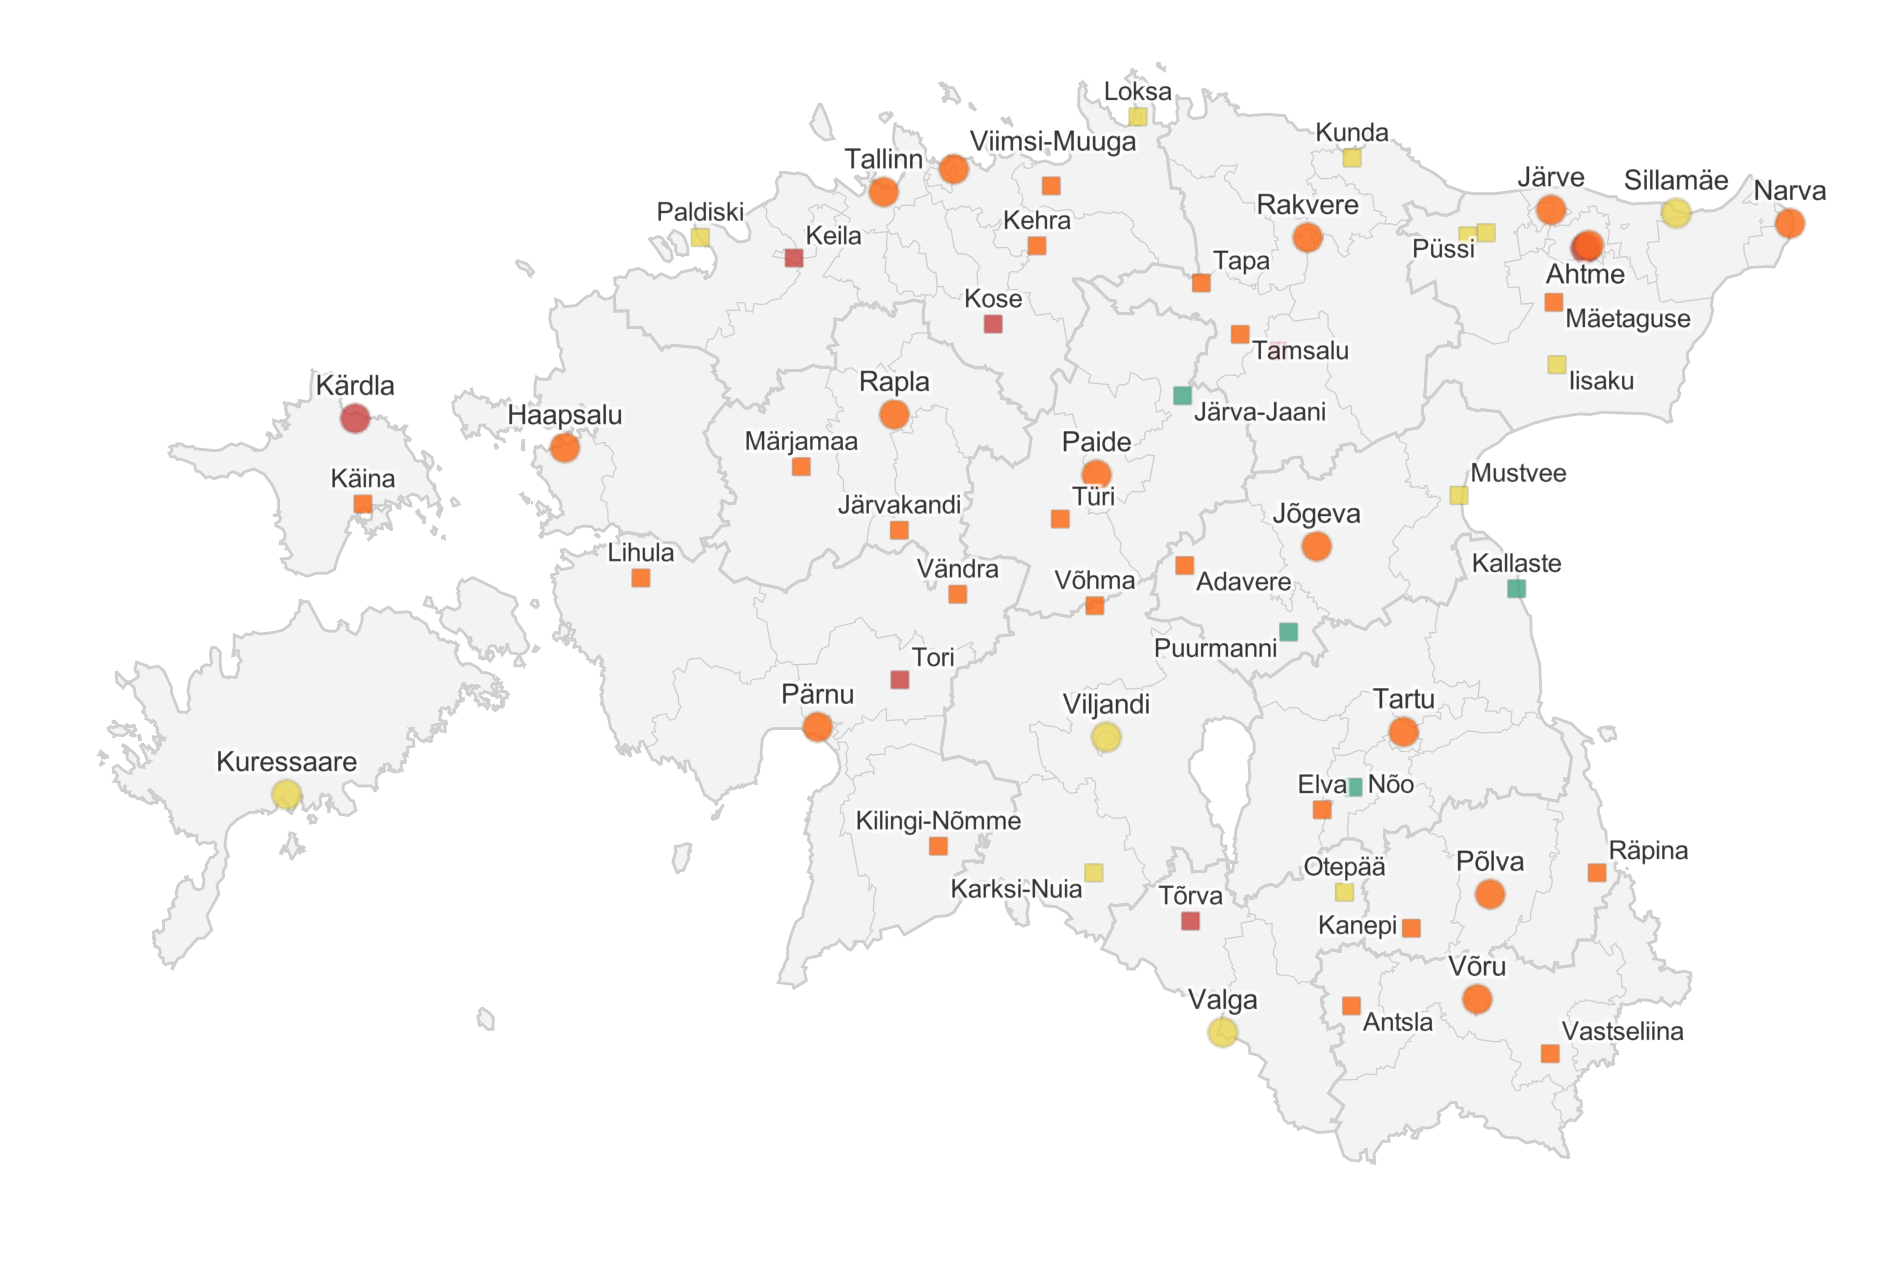 Loksa
Kunda
Viimsi-Muuga
Tallinn
Järve
Sillamäe
Narva
Paldiski
Rakvere
Kehra
Keila
Püssi
Tapa
Ahtme
Kose
Mäetaguse
Tamsalu
Iisaku
Kärdla
Rapla
Haapsalu
Järva-Jaani
Märjamaa
Paide
Käina
Mustvee
Järvakandi
Türi
Jõgeva
Lihula
Vändra
Võhma
Adavere
Kallaste
Puurmanni
Tori
Pärnu
Viljandi
Tartu
Kuressaare
Elva
Nõo
Kilingi-Nõmme
Karksi-Nuia
Otepää
Põlva
Räpina
Tõrva
Kanepi
Võru
Valga
Antsla
Vastseliina